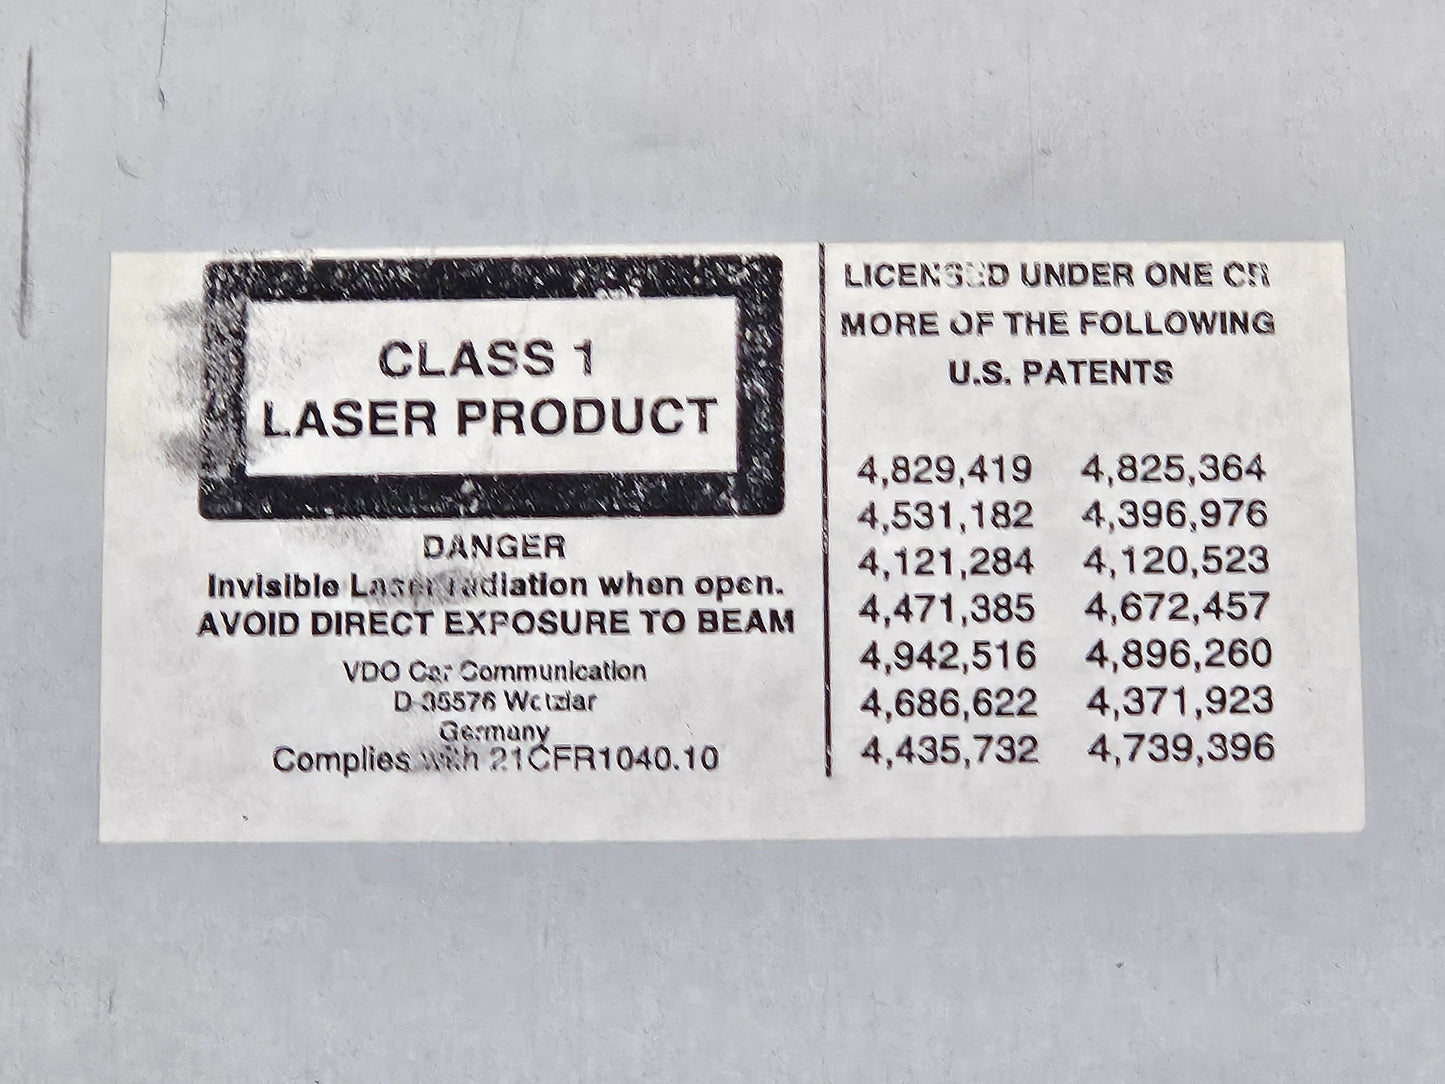 CLASS 1
LASER PRODUCT
DANGER
Invisible Laser radiation when open.
AVOID DIRECT EXPOSURE TO BEAM
VDO Car Communication
D-35576 Wetzlar
Germany
Complies with 21CFR1040.10
LICENSED UNDER ONE OR
MORE OF THE FOLLOWING
U.S. PATENTS
4,829,419 4,825,364
4,531,182 4,396,976
4,121,284 4,120,523
4,471,385 4,672,457
4,942,516 4,896,260
4,686,622 4,371,923
4,435,732 4,739,396